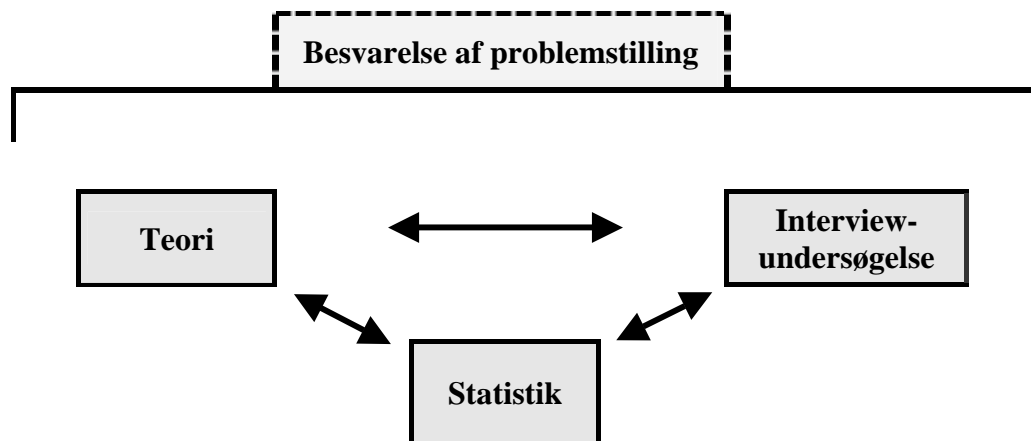 Besvarelse af problemstilling
Teori
Interview-
undersøgelse
Statistik